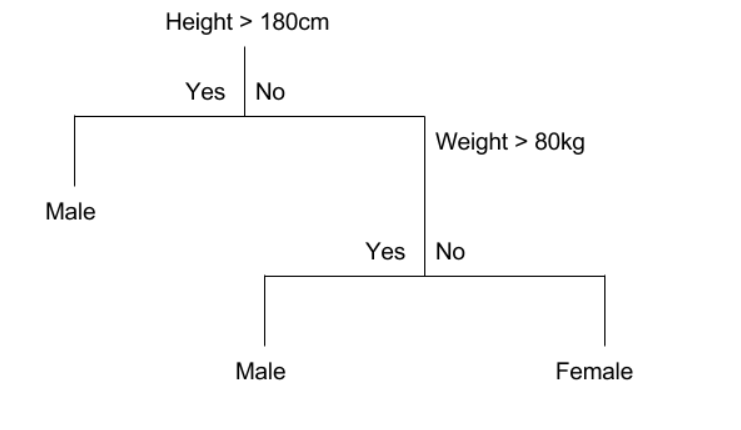 Height > 180cm
Yes
No
Weight > 80kg
Male
Yes
No
Male
Female